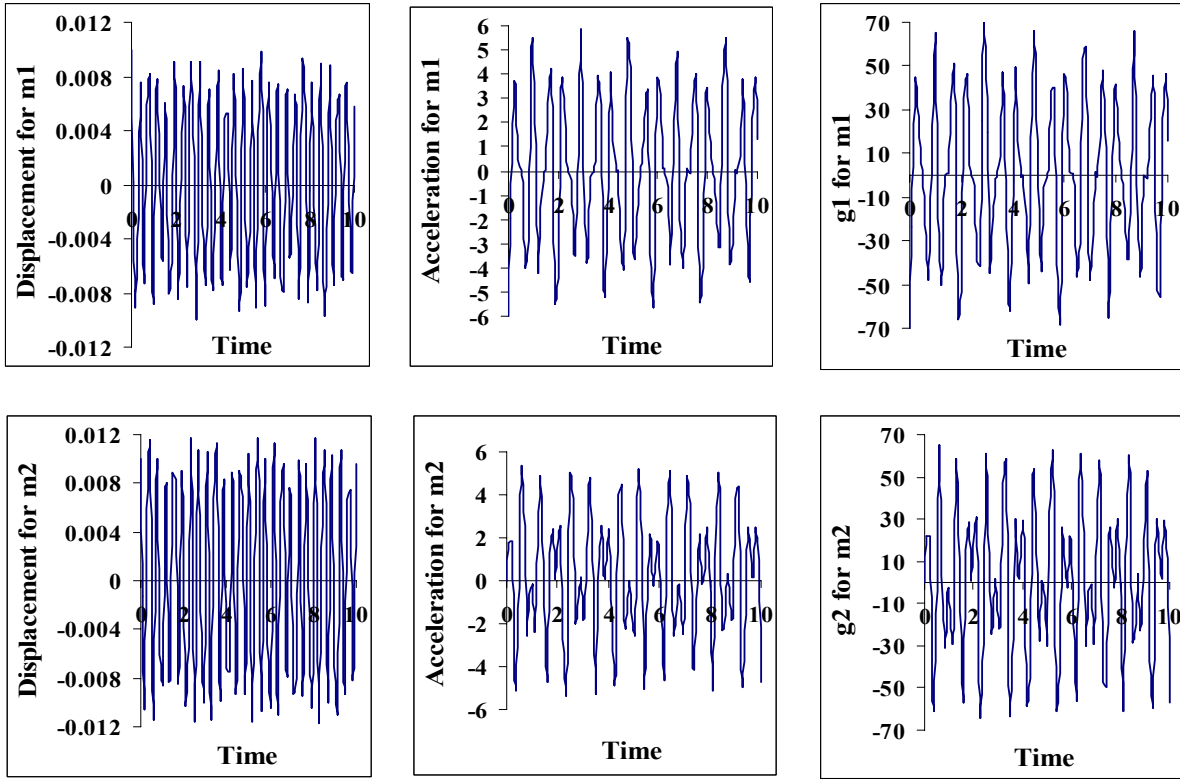 Displacement for m1
0.012
0.008
0.004
0
-0.004
-0.008
-0.012
0 2 4 6 8 10
Time
Acceleration for m1
6
5
4
3
2
1
0
-1
-2
-3
-4
-5
-6
0 2 4 6 8 10
Time
g1 for m1
70
50
30
10
-10
-30
-50
-70
0 2 4 6 8 10
Time
Displacement for m2
0.012
0.008
0.004
0
-0.004
-0.008
-0.012
0 2 4 6 8 10
Time
Acceleration for m2
6
4
2
0
-2
-4
-6
0 2 4 6 8 10
Time
g2 for m2
70
50
30
10
-10
-30
-50
-70
0 2 4 6 8 10
Time